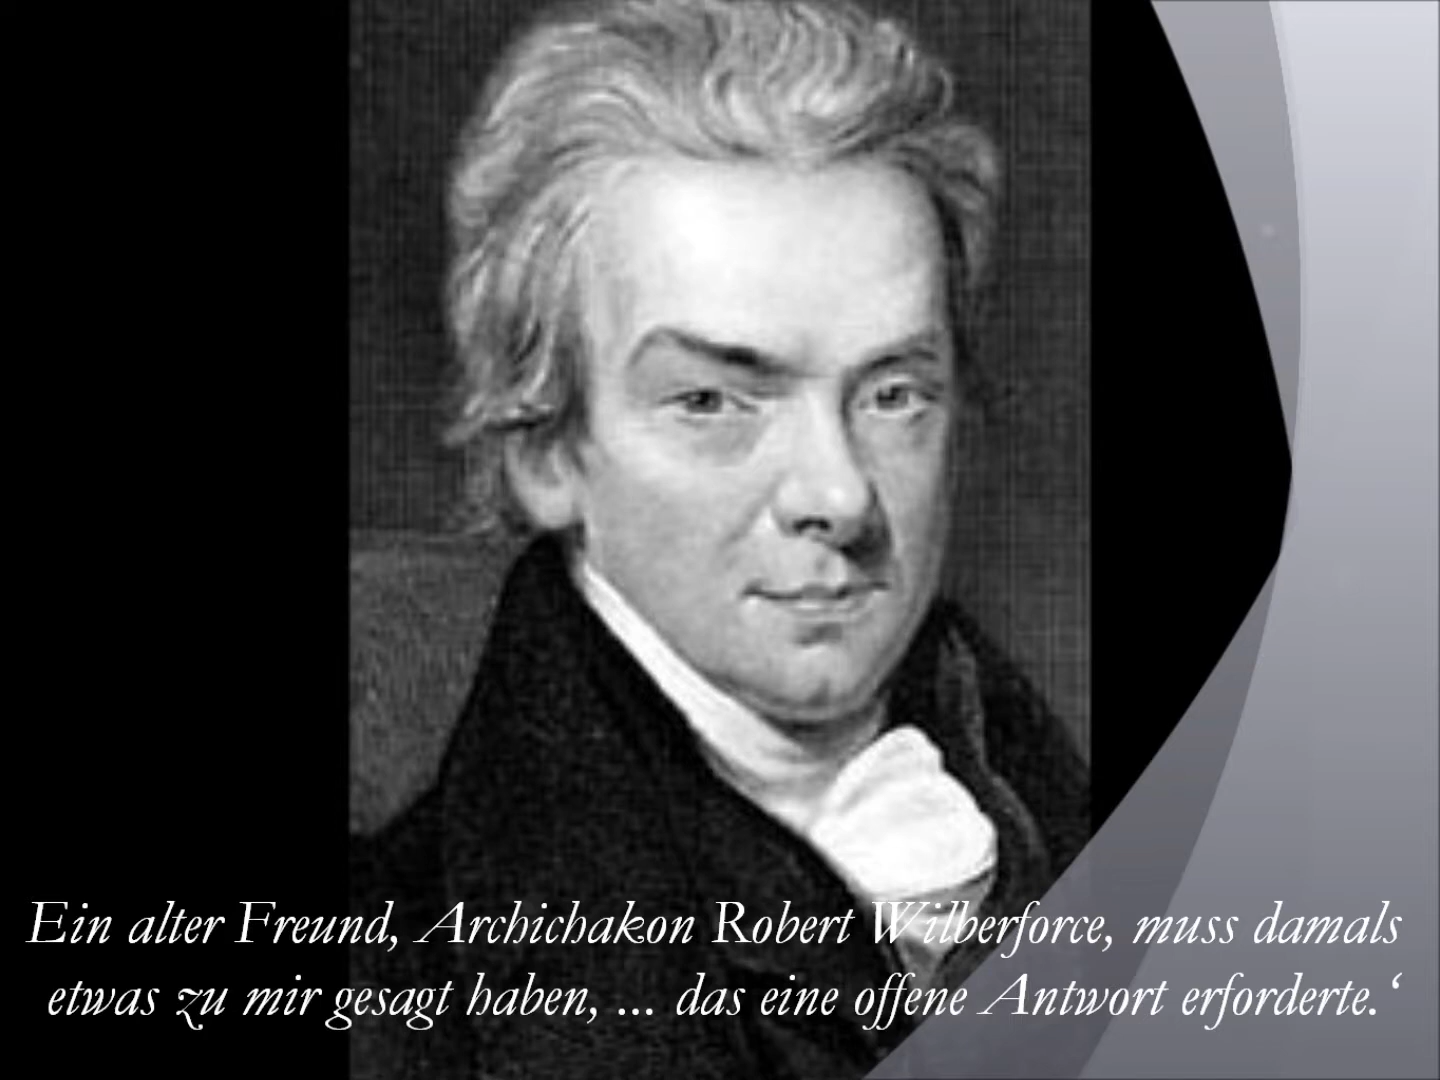 Ein alter Freund, Archichakon Robert Wilberforce, muss damals
etwas zu mir gesagt haben, ... das eine offene Antwort erforderte.‘